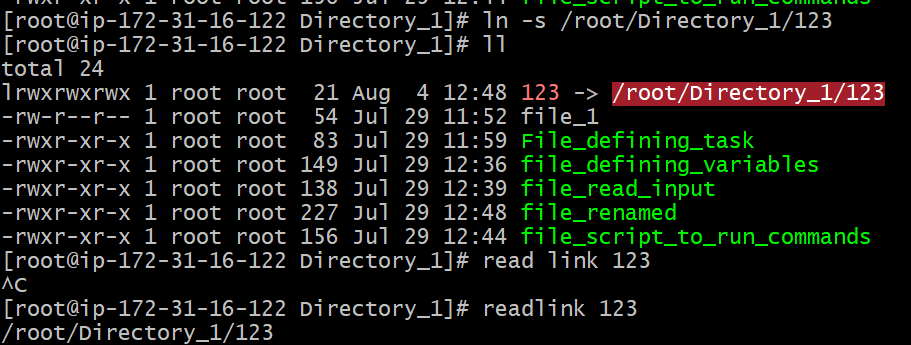 [root@ip-172-31-16-122 Directory_1]# ln -s /root/Directory_1/123
[root@ip-172-31-16-122 Directory_1]# ll
total 24
lrwxrwxrwx 1 root root  21 Aug  4 12:48 123 -> /root/Directory_1/123
-rw-r--r-- 1 root root  54 Jul 29 11:52 file_1
-rwxr-xr-x 1 root root  83 Jul 29 11:59 File_defining_task
-rwxr-xr-x 1 root root 149 Jul 29 12:36 file_defining_variables
-rwxr-xr-x 1 root root 138 Jul 29 12:39 file_read_input
-rwxr-xr-x 1 root root 227 Jul 29 12:48 file_renamed
-rwxr-xr-x 1 root root 156 Jul 29 12:44 file_script_to_run_commands
[root@ip-172-31-16-122 Directory_1]# read link 123
^C
[root@ip-172-31-16-122 Directory_1]# readlink 123
/root/Directory_1/123